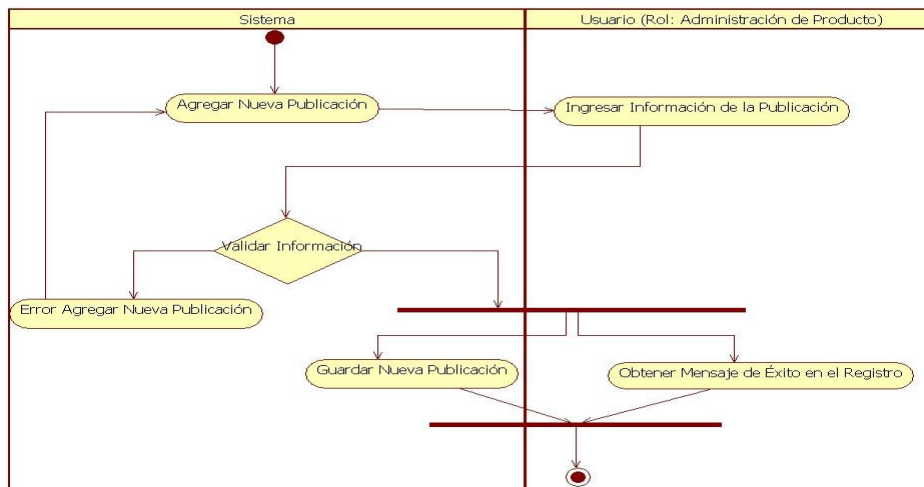 Sistema
Usuario (Rol: Administración de Producto)
Agregar Nueva Publicación
Ingresar Información de la Publicación
Validar Información
Error Agregar Nueva Publicación
Guardar Nueva Publicación
Obtener Mensaje de Éxito en el Registro